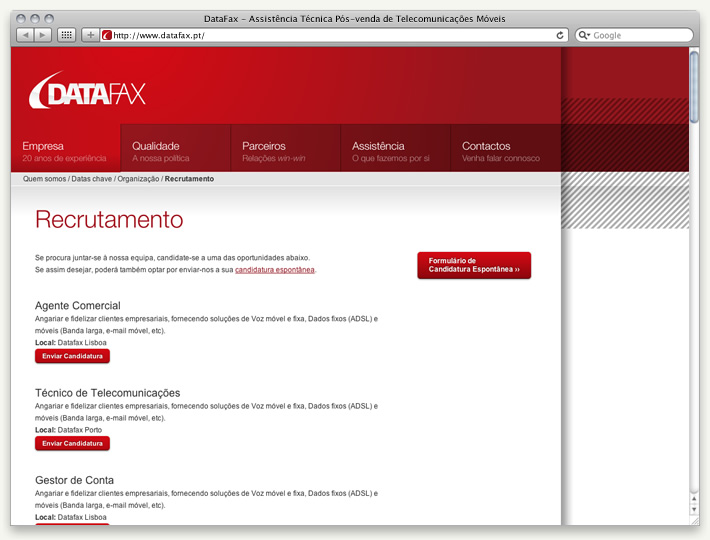 DataFax - Assistência Técnica Pós-venda de Telecomunicações Móveis
http://www.datafax.pt/
Google
DATAFAX
Empresa
20 anos de experiência
Qualidade
A nossa política
Parceiros
Relações win-win
Assistência
O que fazemos por si
Contactos
Venha falar connosco
Quem somos / Datas chave / Organização / Recrutamento
Recrutamento
Se procura juntar-se à nossa equipa, candidate-se a uma das oportunidades abaixo.
Se assim desejar, poderá também optar por enviar-nos a sua candidatura espontânea.
Formulário de
Candidatura Espontânea ››
Agente Comercial
Angariar e fidelizar clientes empresariais, fornecendo soluções de Voz móvel e fixa, Dados fixos (ADSL) e
móveis (Banda larga, e-mail móvel, etc).
Local: Datafax Lisboa
Enviar Candidatura
Técnico de Telecomunicações
Angariar e fidelizar clientes empresariais, fornecendo soluções de Voz móvel e fixa, Dados fixos (ADSL) e
móveis (Banda larga, e-mail móvel, etc).
Local: Datafax Porto
Enviar Candidatura
Gestor de Conta
Angariar e fidelizar clientes empresariais, fornecendo soluções de Voz móvel e fixa, Dados fixos (ADSL) e
móveis (Banda larga, e-mail móvel, etc).
Local: Datafax Lisboa